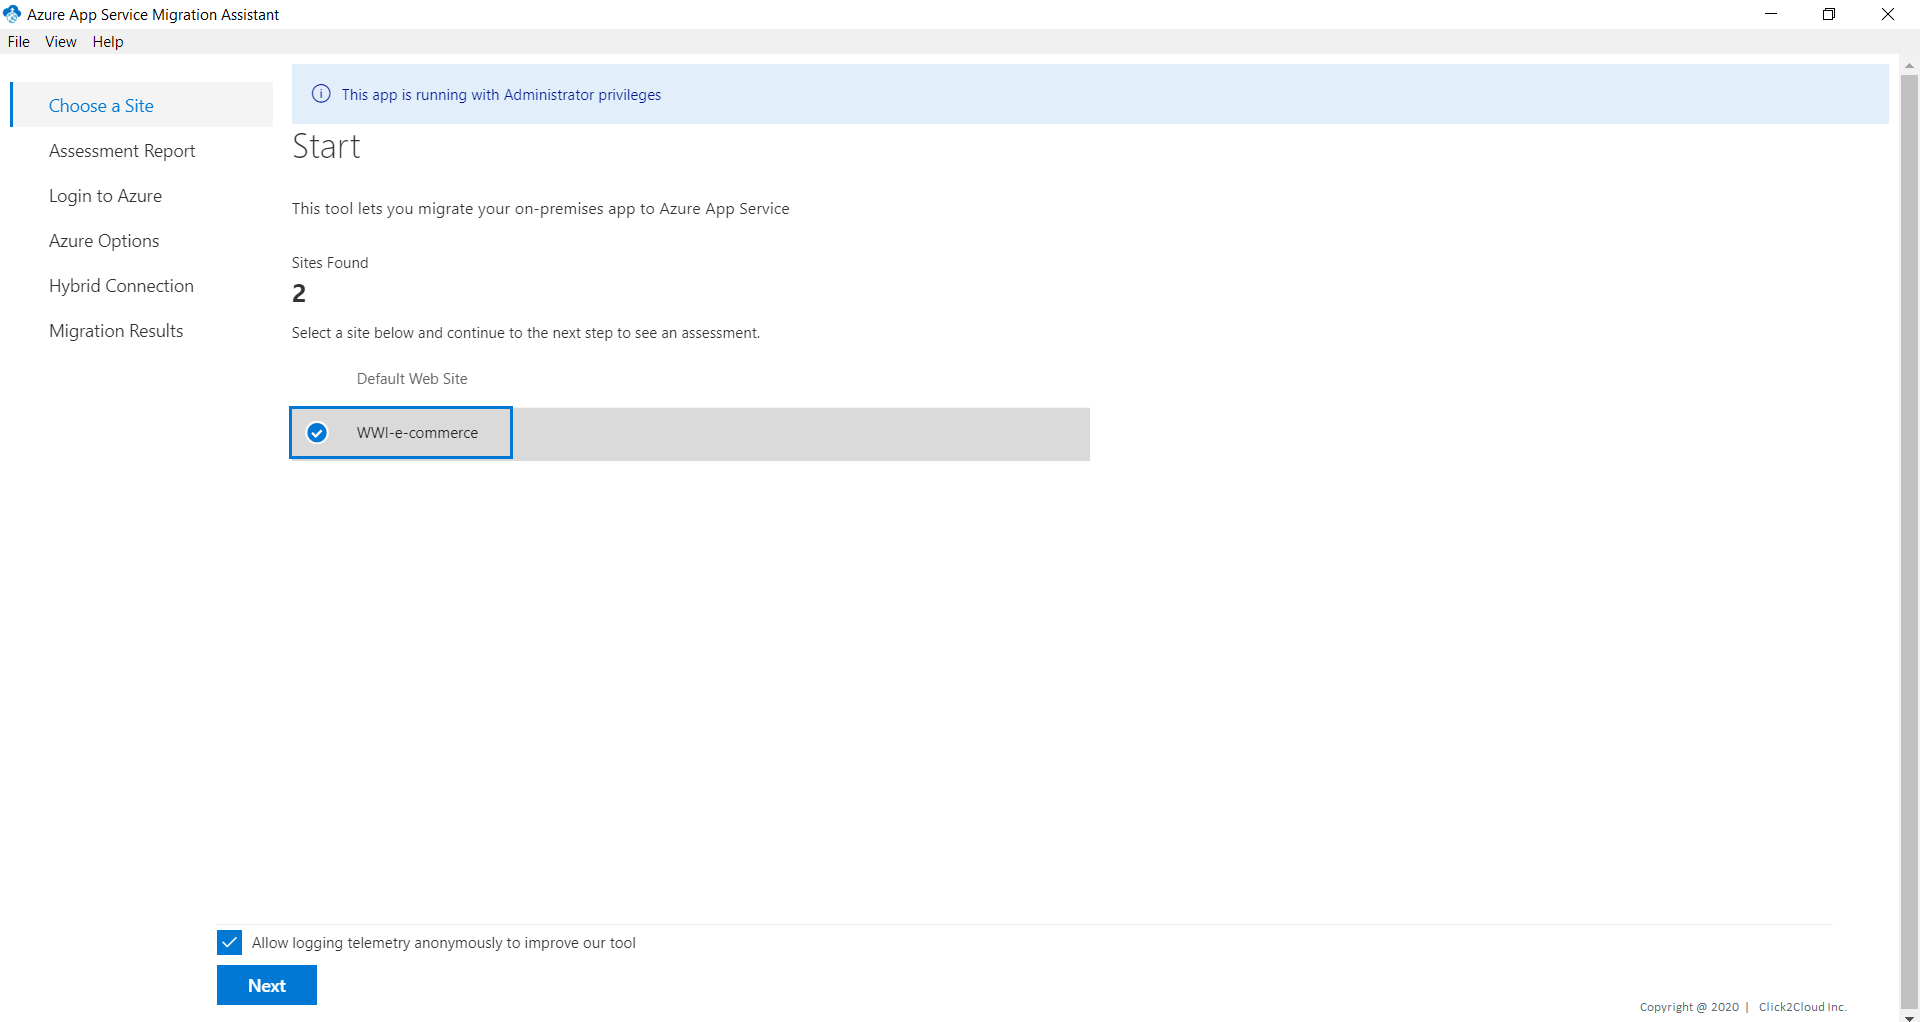 Azure App Service Migration Assistant
File View Help
Choose a Site
Assessment Report
Login to Azure
Azure Options
Hybrid Connection
Migration Results
This app is running with Administrator privileges
Start
This tool lets you migrate your on-premises app to Azure App Service
Sites Found
2
Select a site below and continue to the next step to see an assessment.
Default Web Site
WWI-e-commerce
Allow logging telemetry anonymously to improve our tool
Next
Copyright @ 2020 | Click2Cloud Inc.